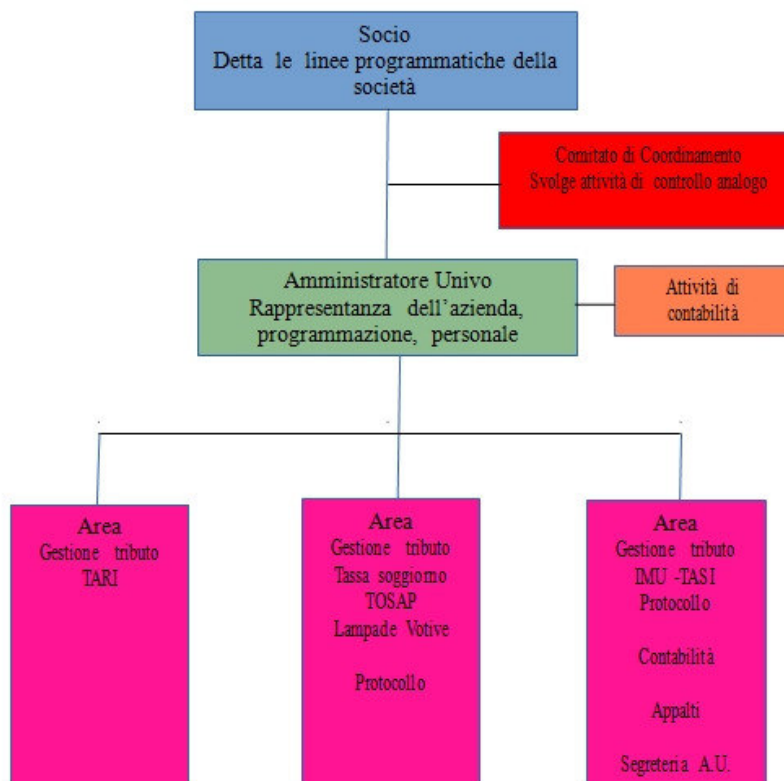 Socio
Detta le linee programmatiche della
società
Comitato di Coordinamento
Svolge attività di controllo analogo
Amministratore Univo
Rappresentanza dell'azienda,
programmazione, personale
Attività di
contabilità
Area
Gestione tributo
TARI
Area
Gestione tributo
Tassa soggiorno
TOSAP
Lampade Votive
Protocollo
Area
Gestione tributo
IMU -TASI
Protocollo
Contabilità
Appalti
Segreteria A.U.